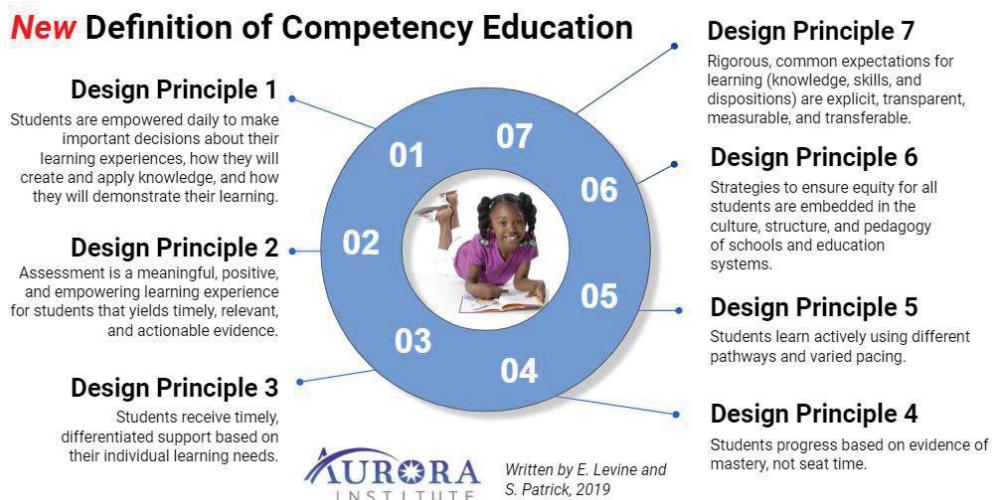 New Definition of Competency Education
Design Principle 1
Students are empowered daily to make
important decisions about their
learning experiences, how they will
create and apply knowledge, and how
they will demonstrate their learning.
Design Principle 2
Assessment is a meaningful, positive,
and empowering learning experience
for students that yields timely, relevant,
and actionable evidence.
Design Principle 3
Students receive timely,
differentiated support based on
their individual learning needs.
01
02
03
04
05
06
07
Design Principle 7
Rigorous, common expectations for
learning (knowledge, skills, and
dispositions) are explicit, transparent,
measurable, and transferable.
Design Principle 6
Strategies to ensure equity for all
students are embedded in the
culture, structure, and pedagogy
of schools and education
systems.
Design Principle 5
Students learn actively using different
pathways and varied pacing.
Design Principle 4
Students progress based on evidence of
mastery, not seat time.
AURORA
INSTITUTE
Written by E. Levine and
S. Patrick, 2019